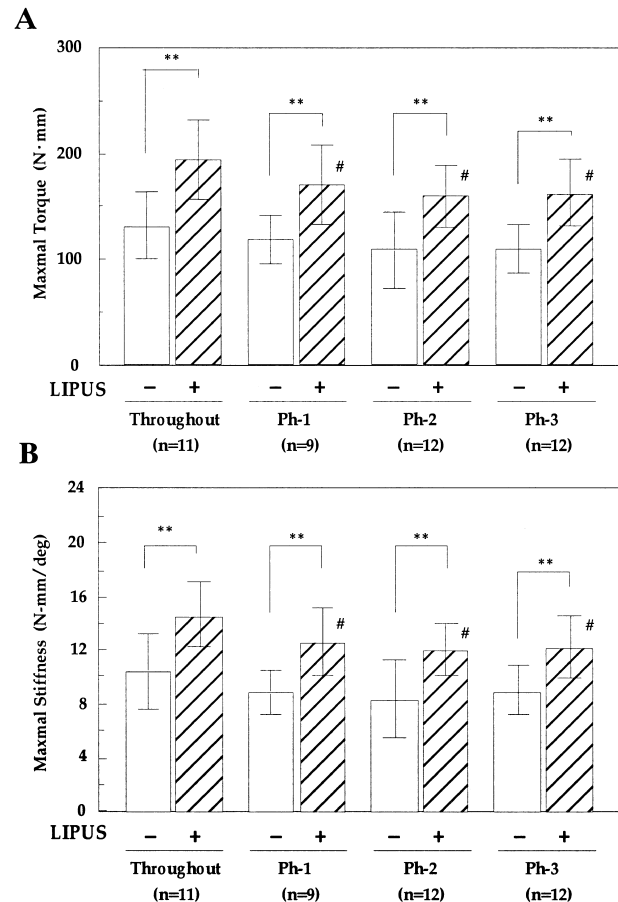 A
300
200
100
0
Maxmal Torque (N·mm)
** ** ** **
# # #
LIPUS − + − + − + − +
Throughout Ph-1 Ph-2 Ph-3
(n=11) (n=9) (n=12) (n=12)
B
24
20
16
12
8
4
0
Maxmal Stiffness (N-mm/deg)
** ** ** **
# # #
LIPUS − + − + − + − +
Throughout Ph-1 Ph-2 Ph-3
(n=11) (n=9) (n=12) (n=12)